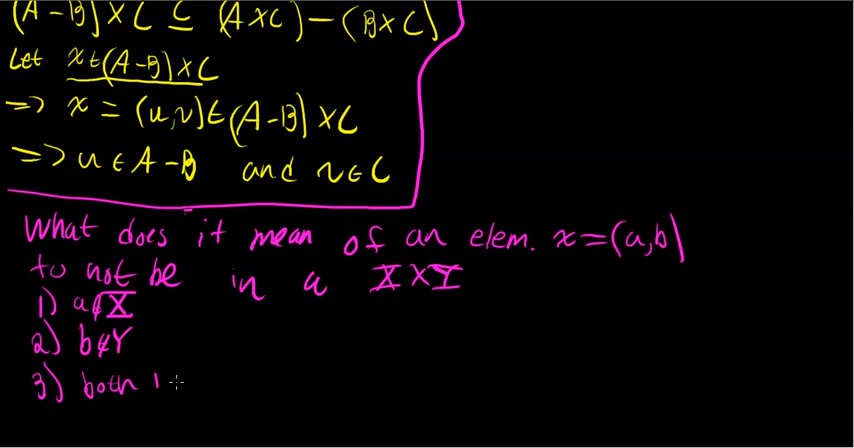 (A-B) × C ⊆ (A×C) - (B×C)
Let x ∈ (A-B) × C
=> x = (u,v) ∈ (A-B) × C
=> u ∈ A-B and v ∈ C
What does it mean of an elem. x=(a,b)
to not be in a X×Y
1) a∉X
2) b∉Y
3) both 1